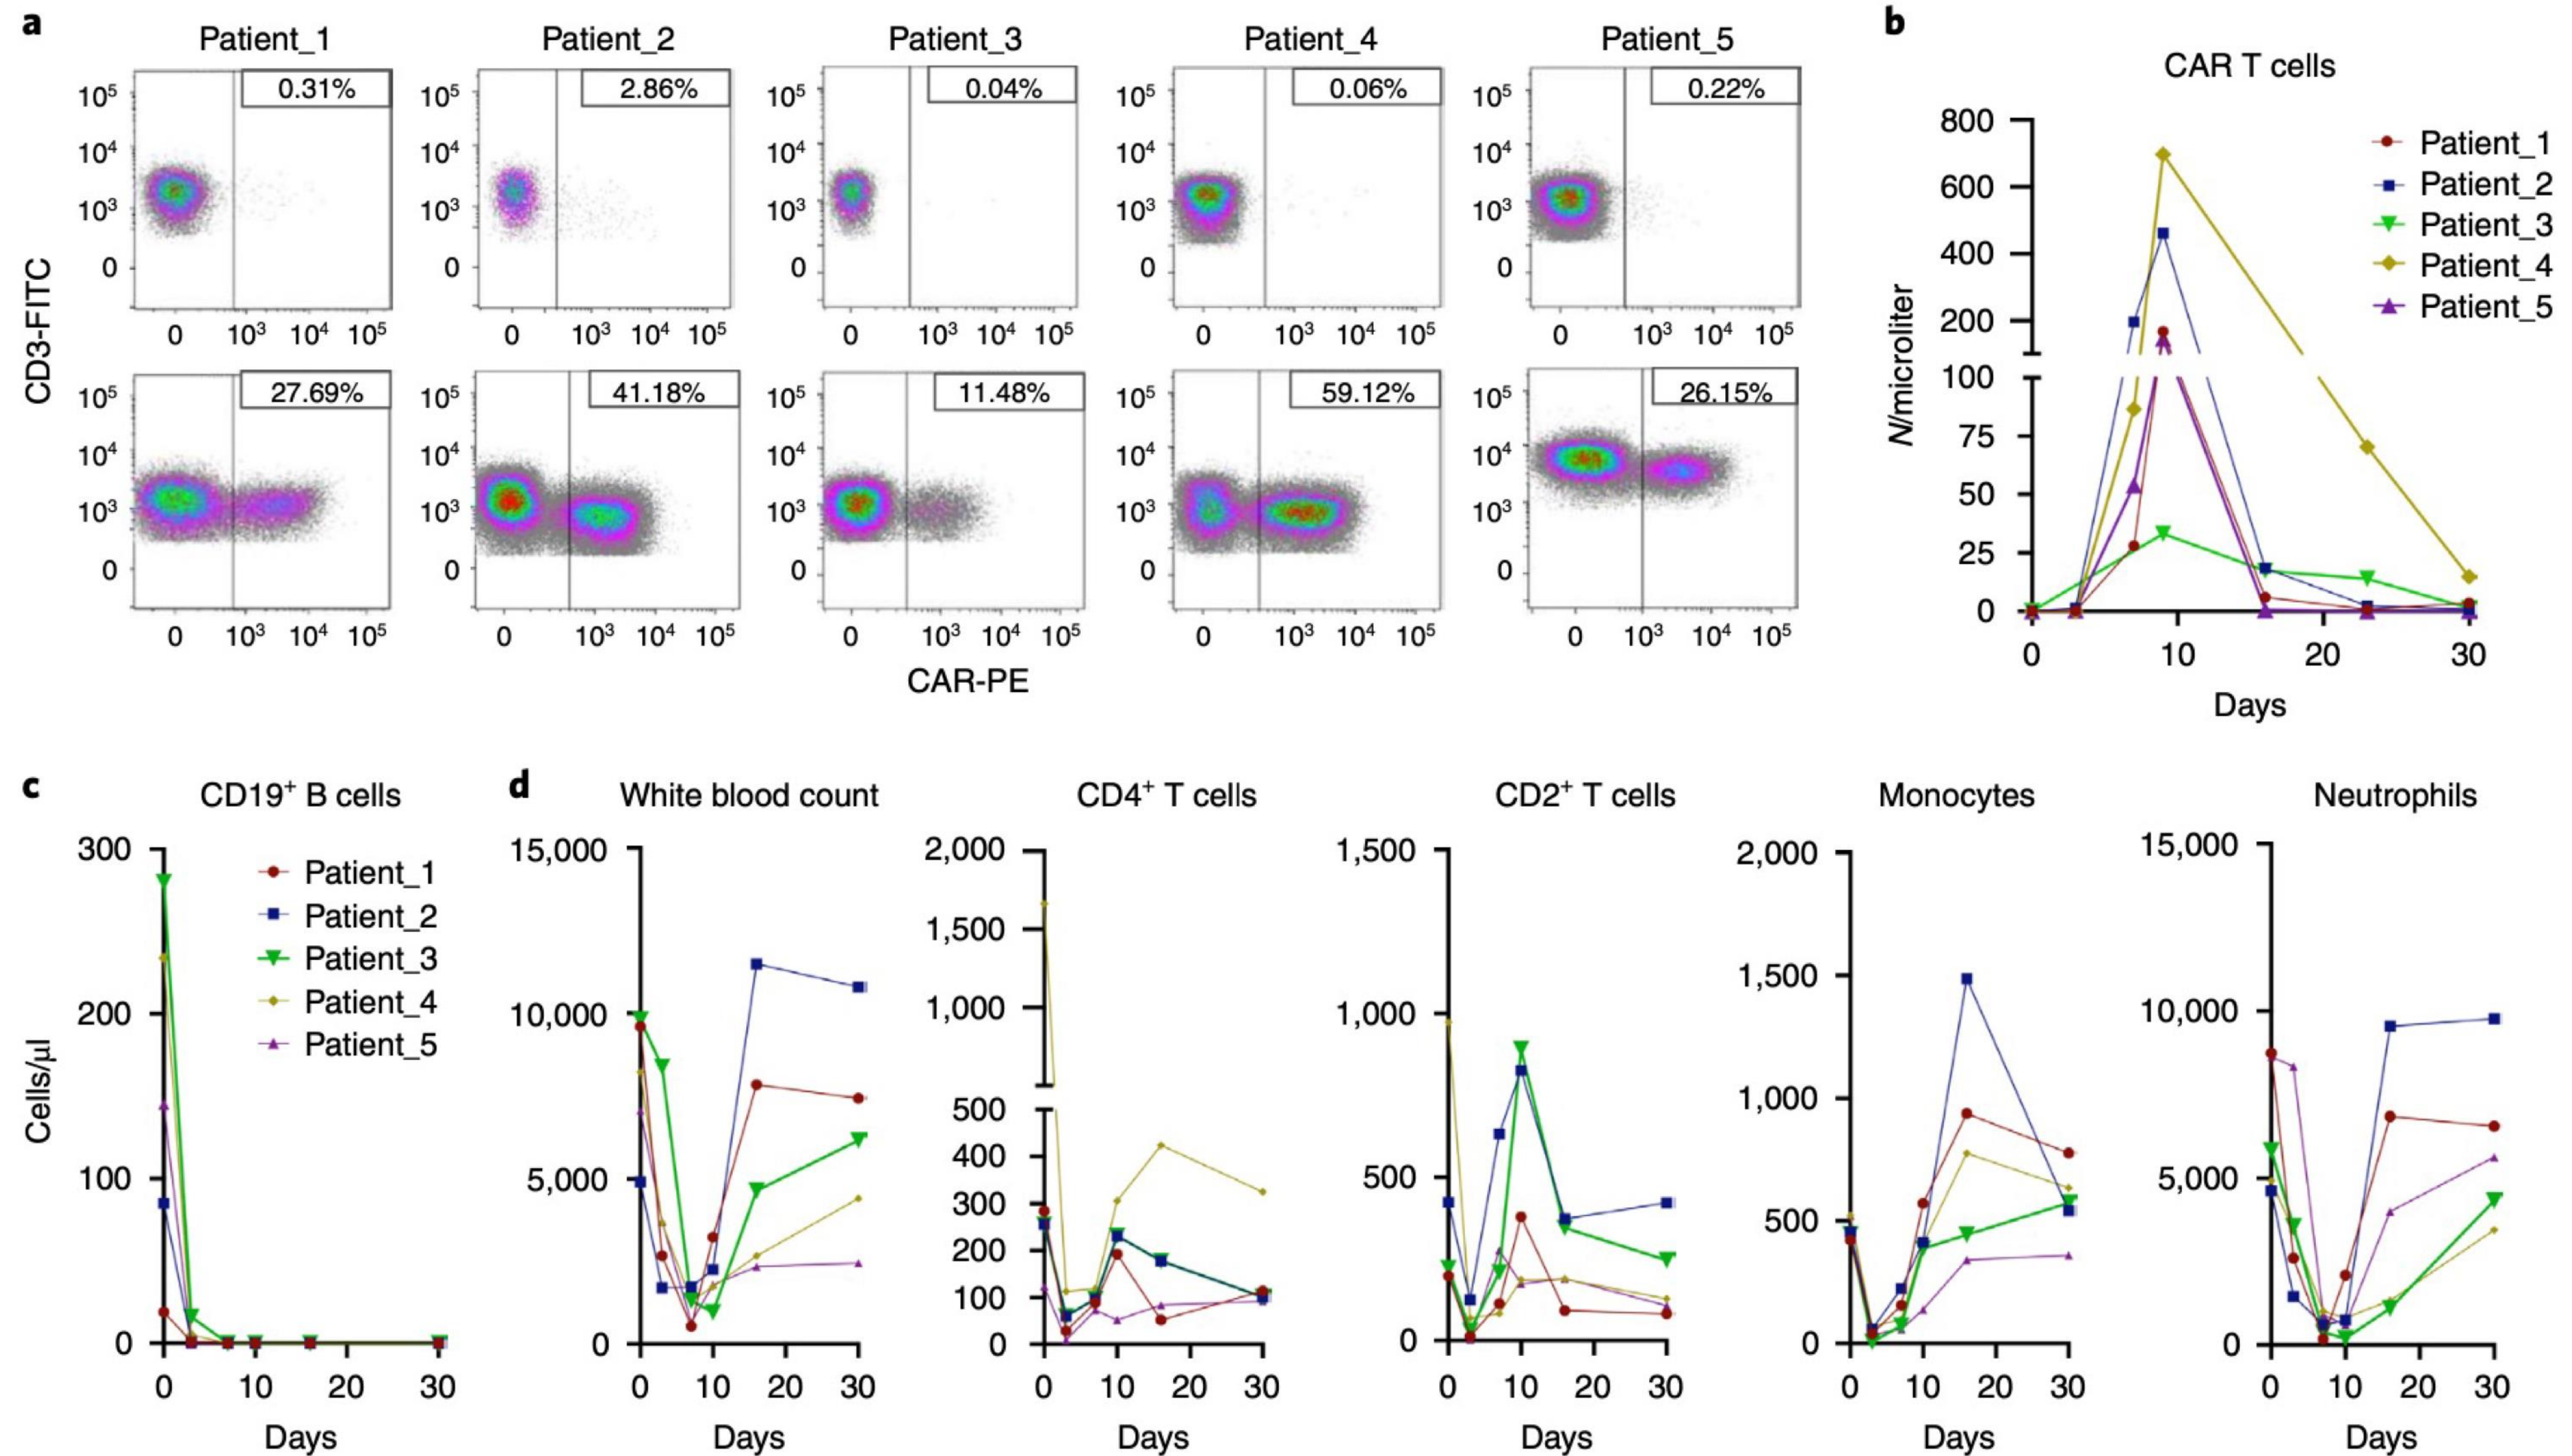 a
Patient_1 Patient_2 Patient_3 Patient_4 Patient_5
0.31% 2.86% 0.04% 0.06% 0.22%
10⁵ 10⁵ 10⁵ 10⁵ 10⁵
10⁴ 10⁴ 10⁴ 10⁴ 10⁴
10³ 10³ 10³ 10³ 10³
0 0 0 0 0
0 10³ 10⁴ 10⁵ 0 10³ 10⁴ 10⁵ 0 10³ 10⁴ 10⁵ 0 10³ 10⁴ 10⁵ 0 10³ 10⁴ 10⁵
CD3-FITC
27.69% 41.18% 11.48% 59.12% 26.15%
10⁵ 10⁵ 10⁵ 10⁵ 10⁵
10⁴ 10⁴ 10⁴ 10⁴ 10⁴
10³ 10³ 10³ 10³ 10³
0 0 0 0 0
0 10³ 10⁴ 10⁵ 0 10³ 10⁴ 10⁵ 0 10³ 10⁴ 10⁵ 0 10³ 10⁴ 10⁵ 0 10³ 10⁴ 10⁵
CAR-PE
b
CAR T cells
800
600
400
200
100
75
50
25
0
N/microliter
Patient_1
Patient_2
Patient_3
Patient_4
Patient_5
0 10 20 30
Days
c
CD19⁺ B cells
300
200
100
0
Cells/µl
Patient_1
Patient_2
Patient_3
Patient_4
Patient_5
0 10 20 30
Days
d
White blood count
15,000
10,000
5,000
0
0 10 20 30
Days
CD4⁺ T cells
2,000
1,500
1,000
500
400
300
200
100
0
0 10 20 30
Days
CD2⁺ T cells
1,500
1,000
500
0
0 10 20 30
Days
Monocytes
2,000
1,500
1,000
500
0
0 10 20 30
Days
Neutrophils
15,000
10,000
5,000
0
0 10 20 30
Days